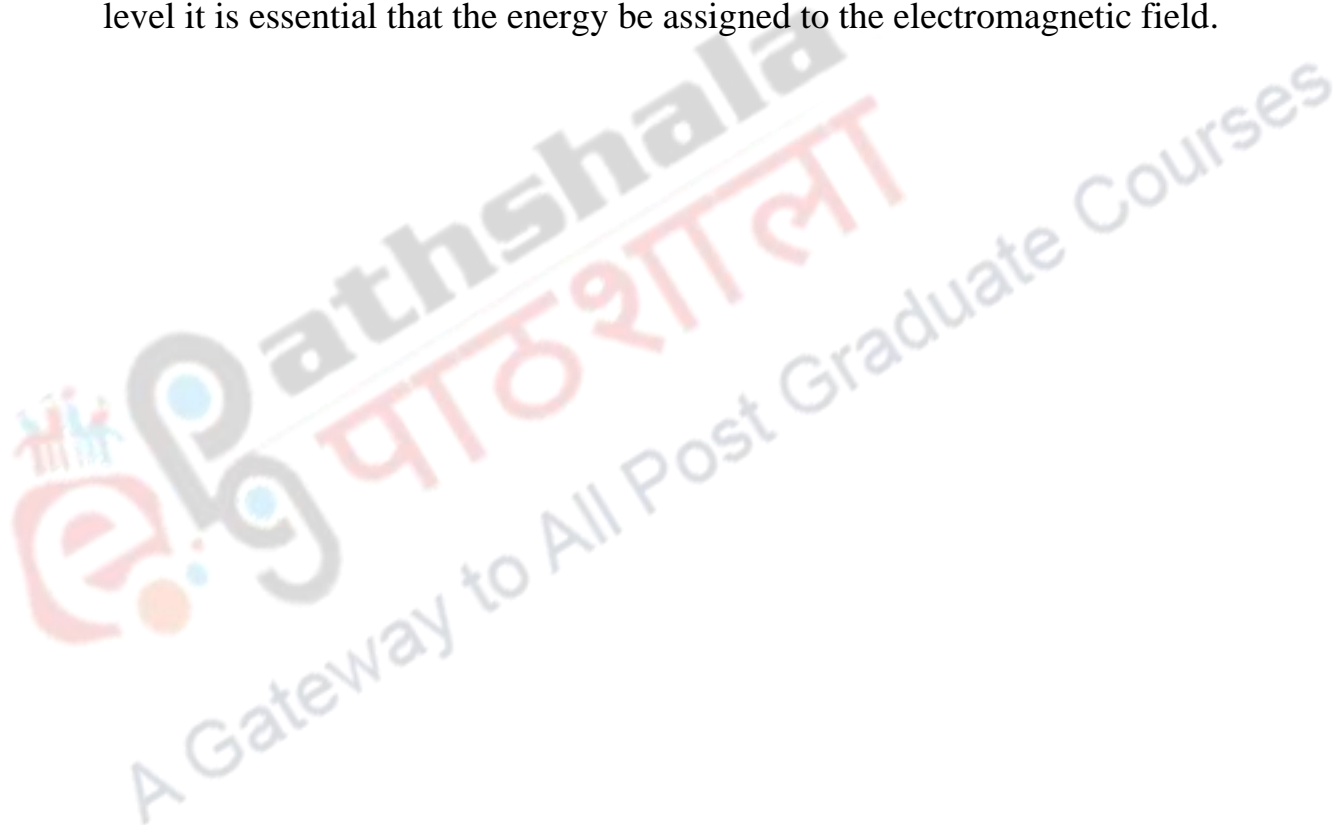 level it is essential that the energy be assigned to the electromagnetic field.
e Pathshala
पाठशाला
A Gateway to All Post Graduate Courses